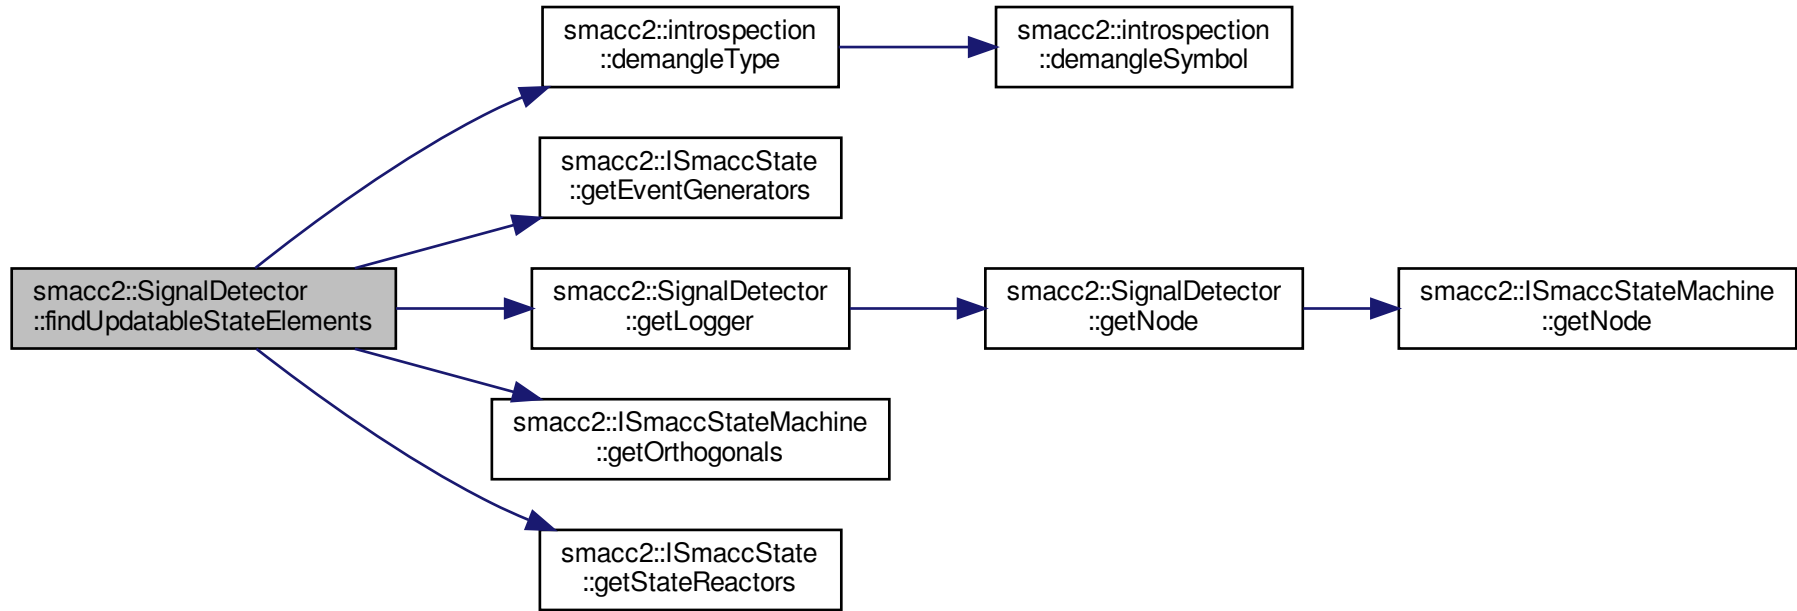 smacc2::introspection
::demangleType
smacc2::introspection
::demangleSymbol
smacc2::ISmaccState
::getEventGenerators
smacc2::SignalDetector
::findUpdatableStateElements
smacc2::SignalDetector
::getLogger
smacc2::SignalDetector
::getNode
smacc2::ISmaccStateMachine
::getNode
smacc2::ISmaccStateMachine
::getOrthogonals
smacc2::ISmaccState
::getStateReactors